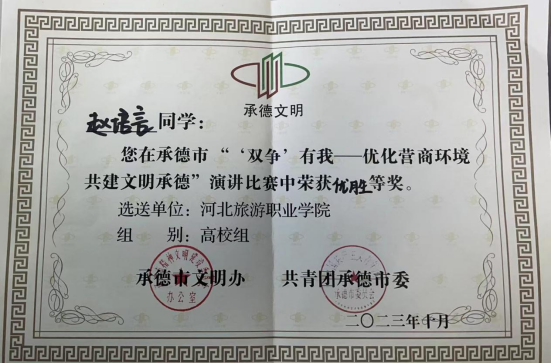 承德文明
赵语言同学：
您在承德市“‘双争’有我——优化营商环境
共建文明承德”演讲比赛中荣获优胜等奖。
选送单位：河北旅游职业学院
组 别：高校组
承德市文明办 共青团承德市委
办公室
二〇二三年十月